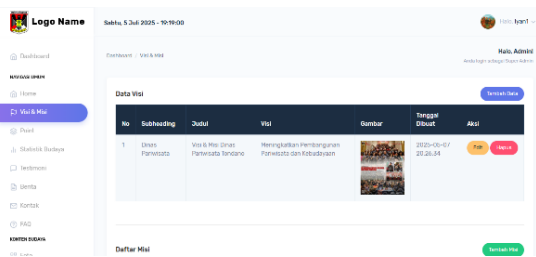 Logo Name
Sabtu, 5 Juli 2025 - 19:19:00
Halo, Iyan1
Dashboard
Dashboard / Visi & Misi
Halo, Admin!
Anda login sebagai Super Admin
NAVIGASI UMUM
Home
Visi & Misi
Data Visi
Tambah Data
Point
No Subheading Judul Visi Gambar Tanggal Dibuat Aksi
Statistik Budaya
1 Dinas Pariwisata
Visi & Misi Dinas Pariwisata Tondano
Meningkatkan Pembangunan Pariwisata dan Kebudayaan
2025-06-07 20:26:34
Edit Hapus
Testimoni
Berita
Kontak
FAQ
KONTEN BUDAYA
Daftar Misi
Tambah Misi